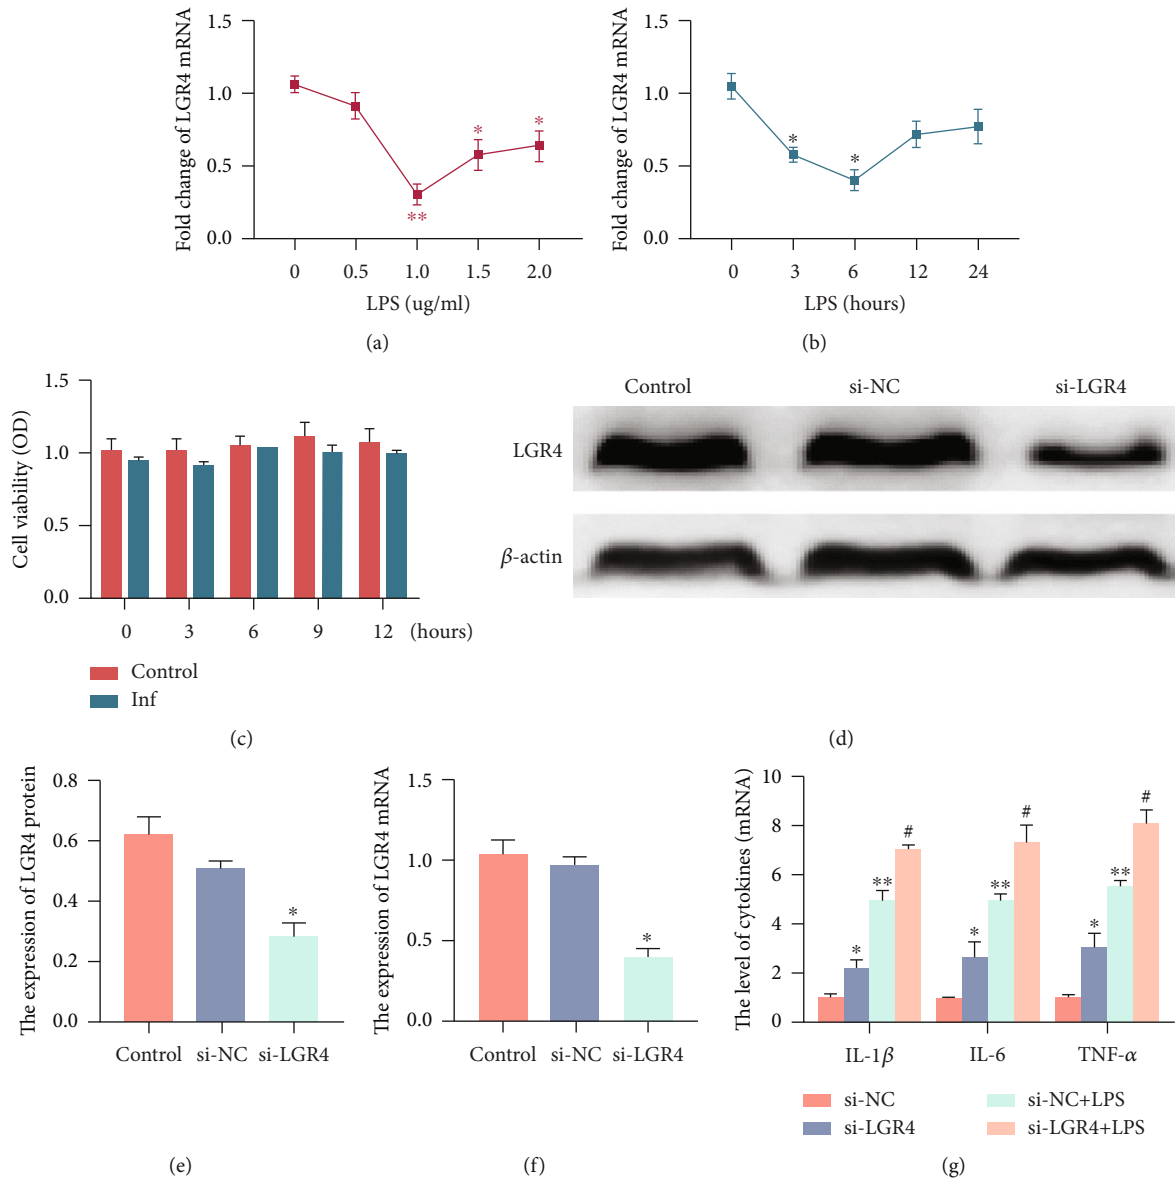 Fold change of LGR4 mRNA
1.5
1.0
0.5
0.0
*
*
**
0 0.5 1.0 1.5 2.0
LPS (ug/ml)
(a)
Fold change of LGR4 mRNA
1.5
1.0
0.5
0.0
*
*
0 3 6 12 24
LPS (hours)
(b)
Cell viability (OD)
1.5
1.0
0.5
0.0
0 3 6 9 12 (hours)
Control
Inf
(c)
Control si-NC si-LGR4
LGR4
β-actin
(d)
The expression of LGR4 protein
0.8
0.6
0.4
0.2
0.0
*
Control si-NC si-LGR4
(e)
The expression of LGR4 mRNA
1.5
1.0
0.5
0.0
*
Control si-NC si-LGR4
(f)
The level of cytokines (mRNA)
10
8
6
4
2
0
* ** #
* ** #
* ** #
IL-1β IL-6 TNF-α
si-NC
si-LGR4
si-NC+LPS
si-LGR4+LPS
(g)